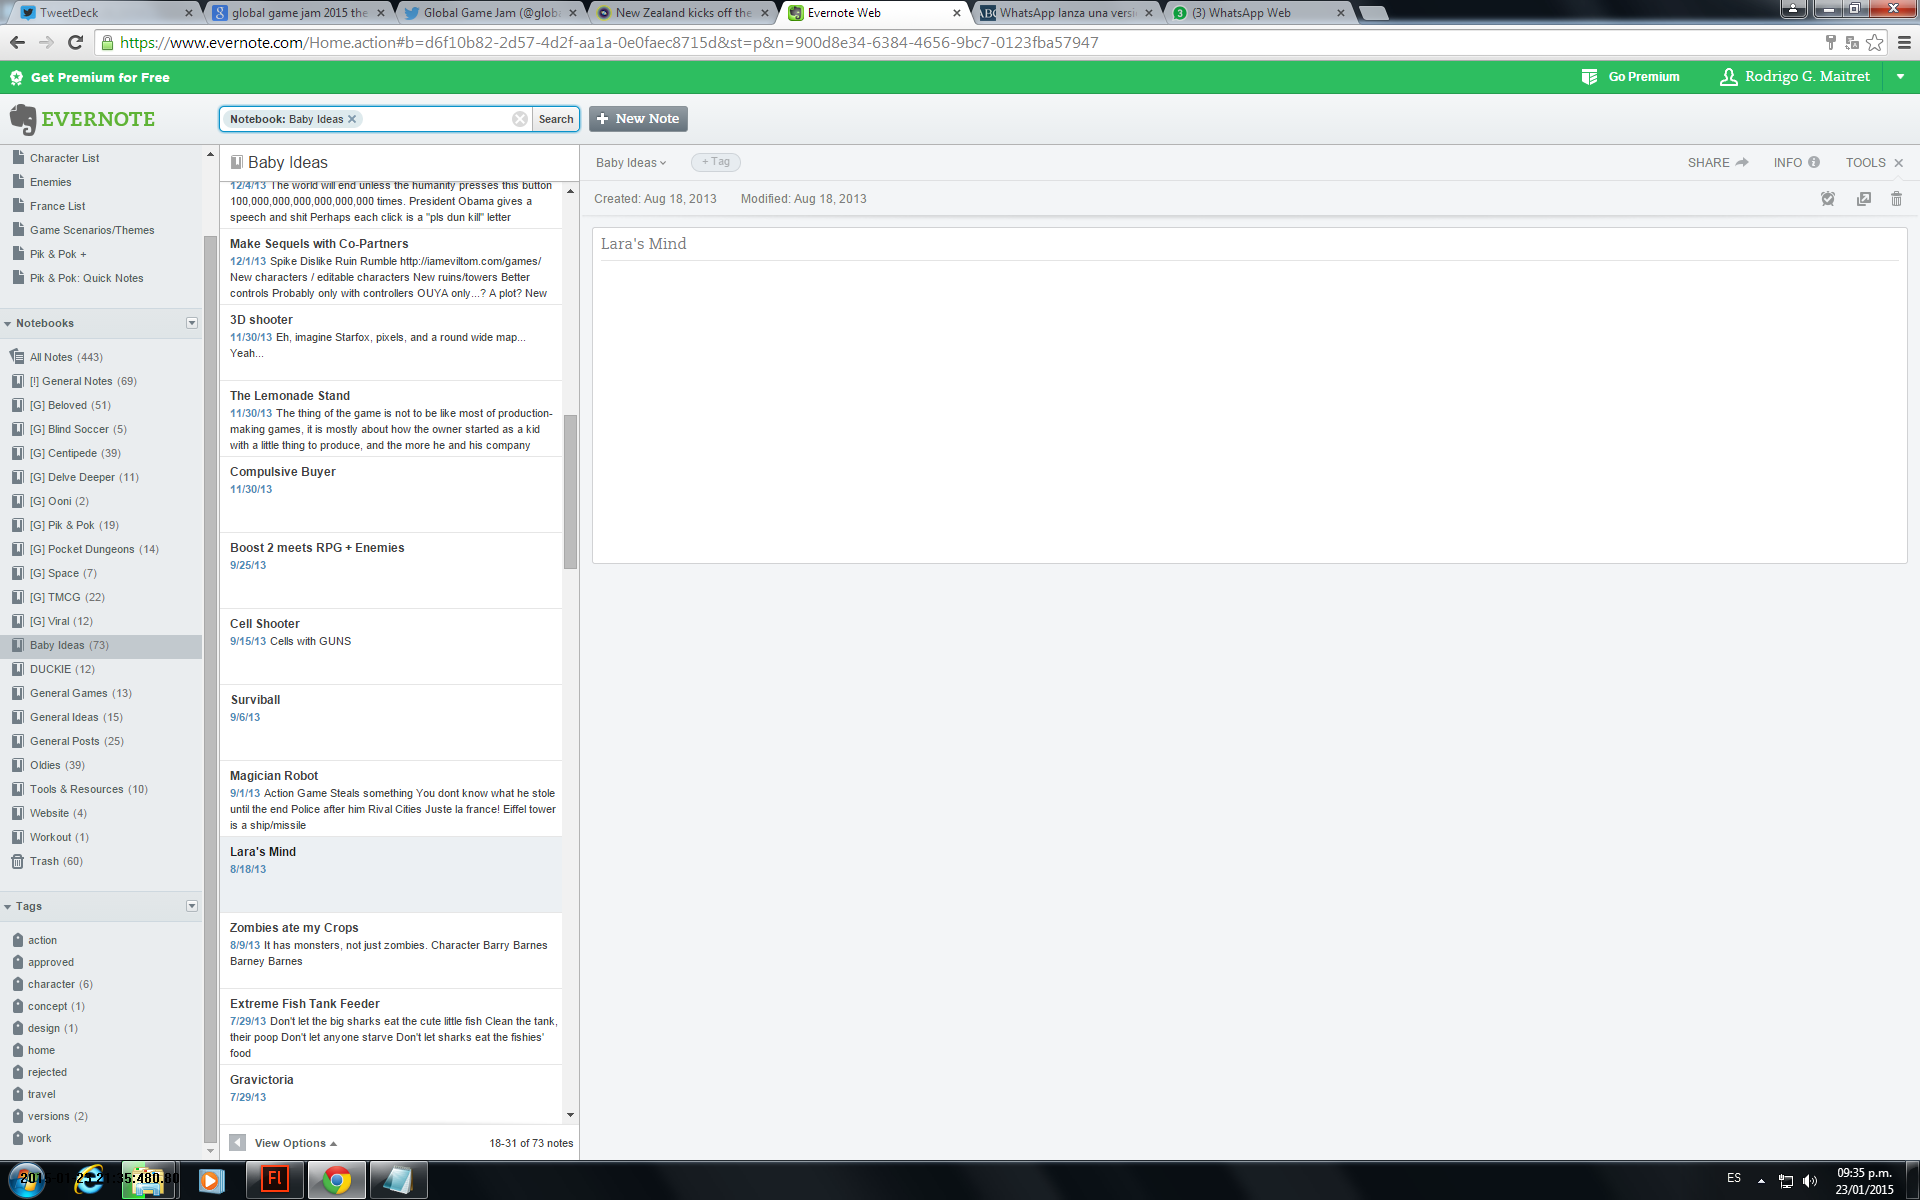 TweetDeck
global game jam 2015 the
Global Game Jam (@globa
New Zealand kicks off the
Evernote Web
WhatsApp lanza una versi
(3) WhatsApp Web
https://www.evernote.com/Home.action#b=d6f10b82-2d57-4d2f-aa1a-0e0faec8715d&st=p&n=900d8e34-6384-4656-9bc7-0123fba57947
Get Premium for Free
Go Premium
Rodrigo G. Maitret
EVERNOTE
Notebook: Baby Ideas
Search
+ New Note
Character List
Enemies
France List
Game Scenarios/Themes
Pik & Pok +
Pik & Pok: Quick Notes
Notebooks
All Notes (443)
[!] General Notes (69)
[G] Beloved (51)
[G] Blind Soccer (5)
[G] Centipede (39)
[G] Delve Deeper (11)
[G] Ooni (2)
[G] Pik & Pok (19)
[G] Pocket Dungeons (14)
[G] Space (7)
[G] TMCG (22)
[G] Viral (12)
Baby Ideas (73)
DUCKIE (12)
General Games (13)
General Ideas (15)
General Posts (25)
Oldies (39)
Tools & Resources (10)
Website (4)
Workout (1)
Trash (60)
Tags
action
approved
character (6)
concept (1)
design (1)
home
rejected
travel
versions (2)
work
Baby Ideas
12/4/13 The world will end unless the humanity presses this button
100,000,000,000,000,000,000 times. President Obama gives a
speech and shit Perhaps each click is a "pls dun kill" letter
Make Sequels with Co-Partners
12/1/13 Spike Dislike Ruin Rumble http://iameviltom.com/games/
New characters / editable characters New ruins/towers Better
controls Probably only with controllers OUYA only...? A plot? New
3D shooter
11/30/13 Eh, imagine Starfox, pixels, and a round wide map...
Yeah...
The Lemonade Stand
11/30/13 The thing of the game is not to be like most of production-
making games, it is mostly about how the owner started as a kid
with a little thing to produce, and the more he and his company
Compulsive Buyer
11/30/13
Boost 2 meets RPG + Enemies
9/25/13
Cell Shooter
9/15/13 Cells with GUNS
Surviball
9/6/13
Magician Robot
9/1/13 Action Game Steals something You dont know what he stole
until the end Police after him Rival Cities Juste la france! Eiffel tower
is a ship/missile
Lara's Mind
8/18/13
Zombies ate my Crops
8/9/13 It has monsters, not just zombies. Character Barry Barnes
Barney Barnes
Extreme Fish Tank Feeder
7/29/13 Don't let the big sharks eat the cute little fish Clean the tank,
their poop Don't let anyone starve Don't let sharks eat the fishies'
food
Gravictoria
7/29/13
View Options
18-31 of 73 notes
Baby Ideas
+ Tag
SHARE
INFO
TOOLS
Created: Aug 18, 2013
Modified: Aug 18, 2013
Lara's Mind
Fl
ES
09:35 p.m.
23/01/2015